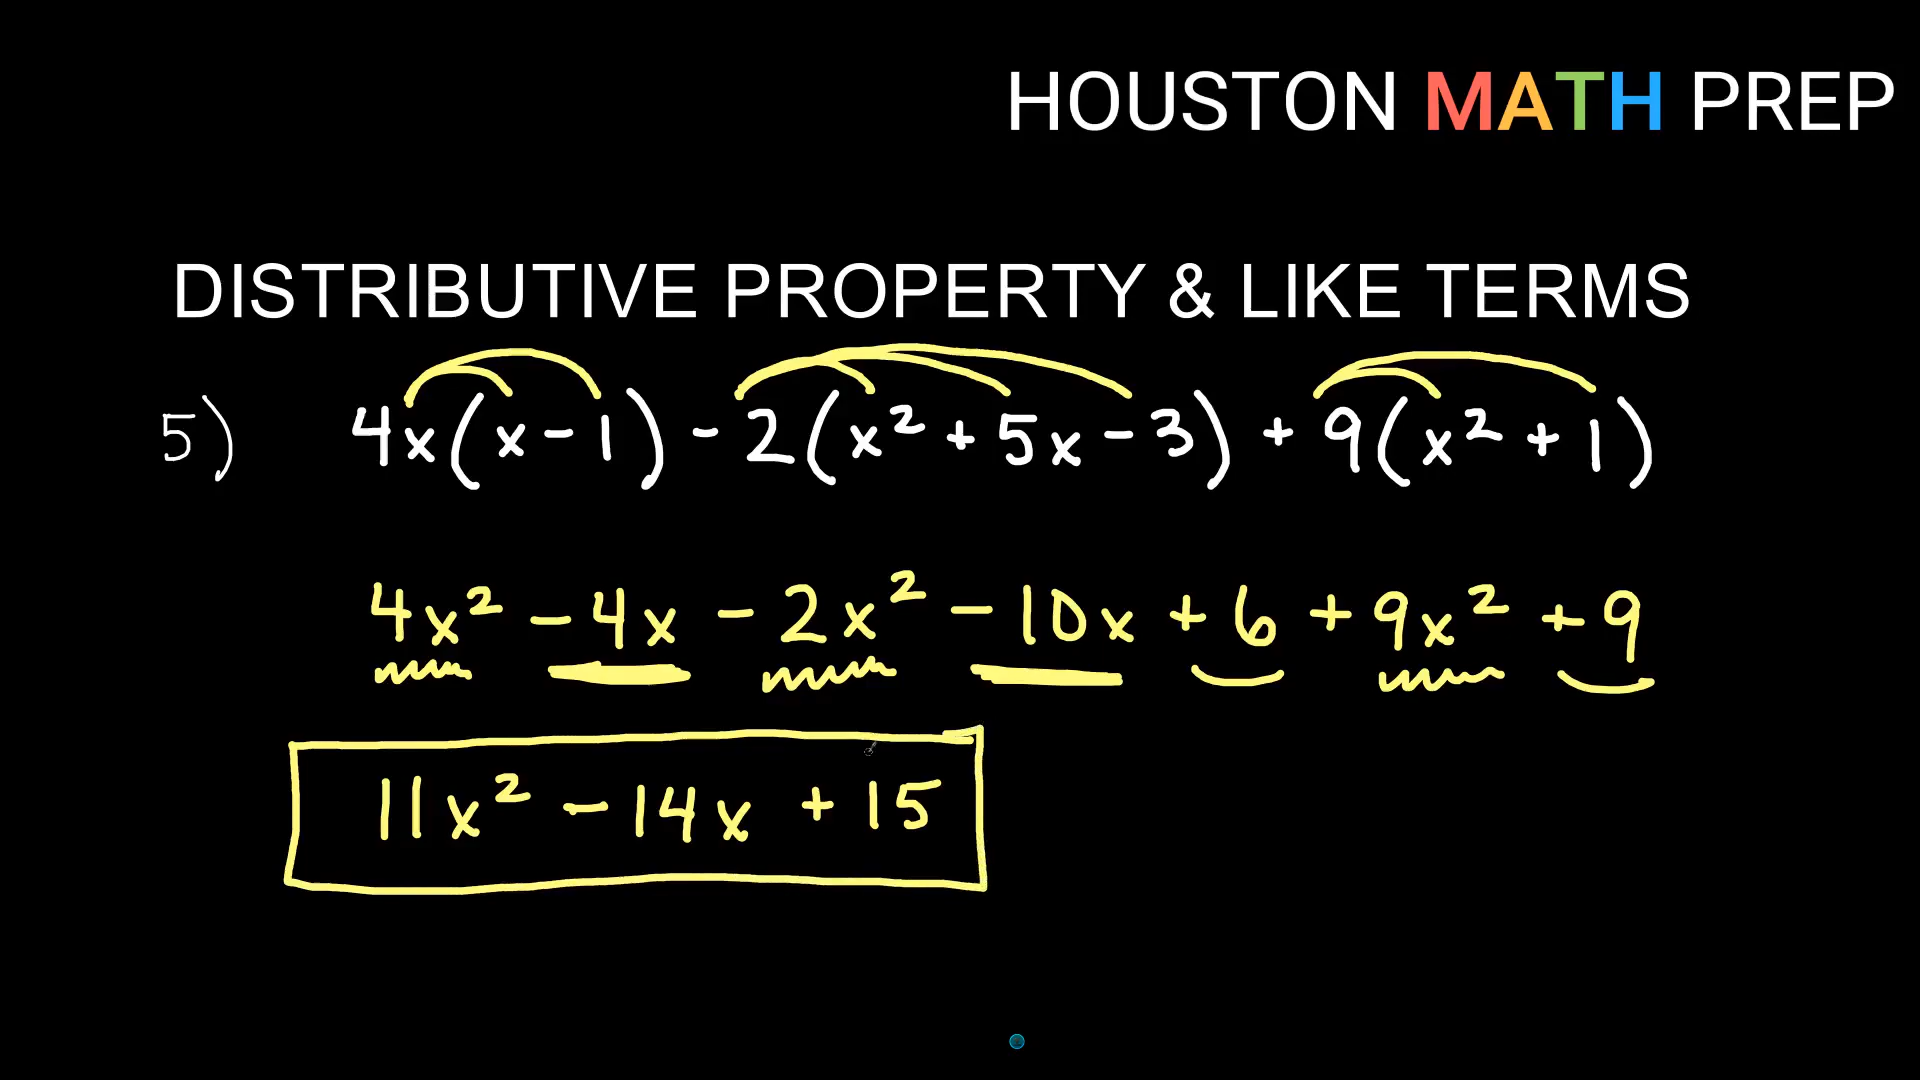 HOUSTON MATH PREP
DISTRIBUTIVE PROPERTY & LIKE TERMS
5) 4x(x - 1) - 2(x² + 5x - 3) + 9(x² + 1)
4x² - 4x - 2x² - 10x + 6 + 9x² + 9
11x² - 14x + 15